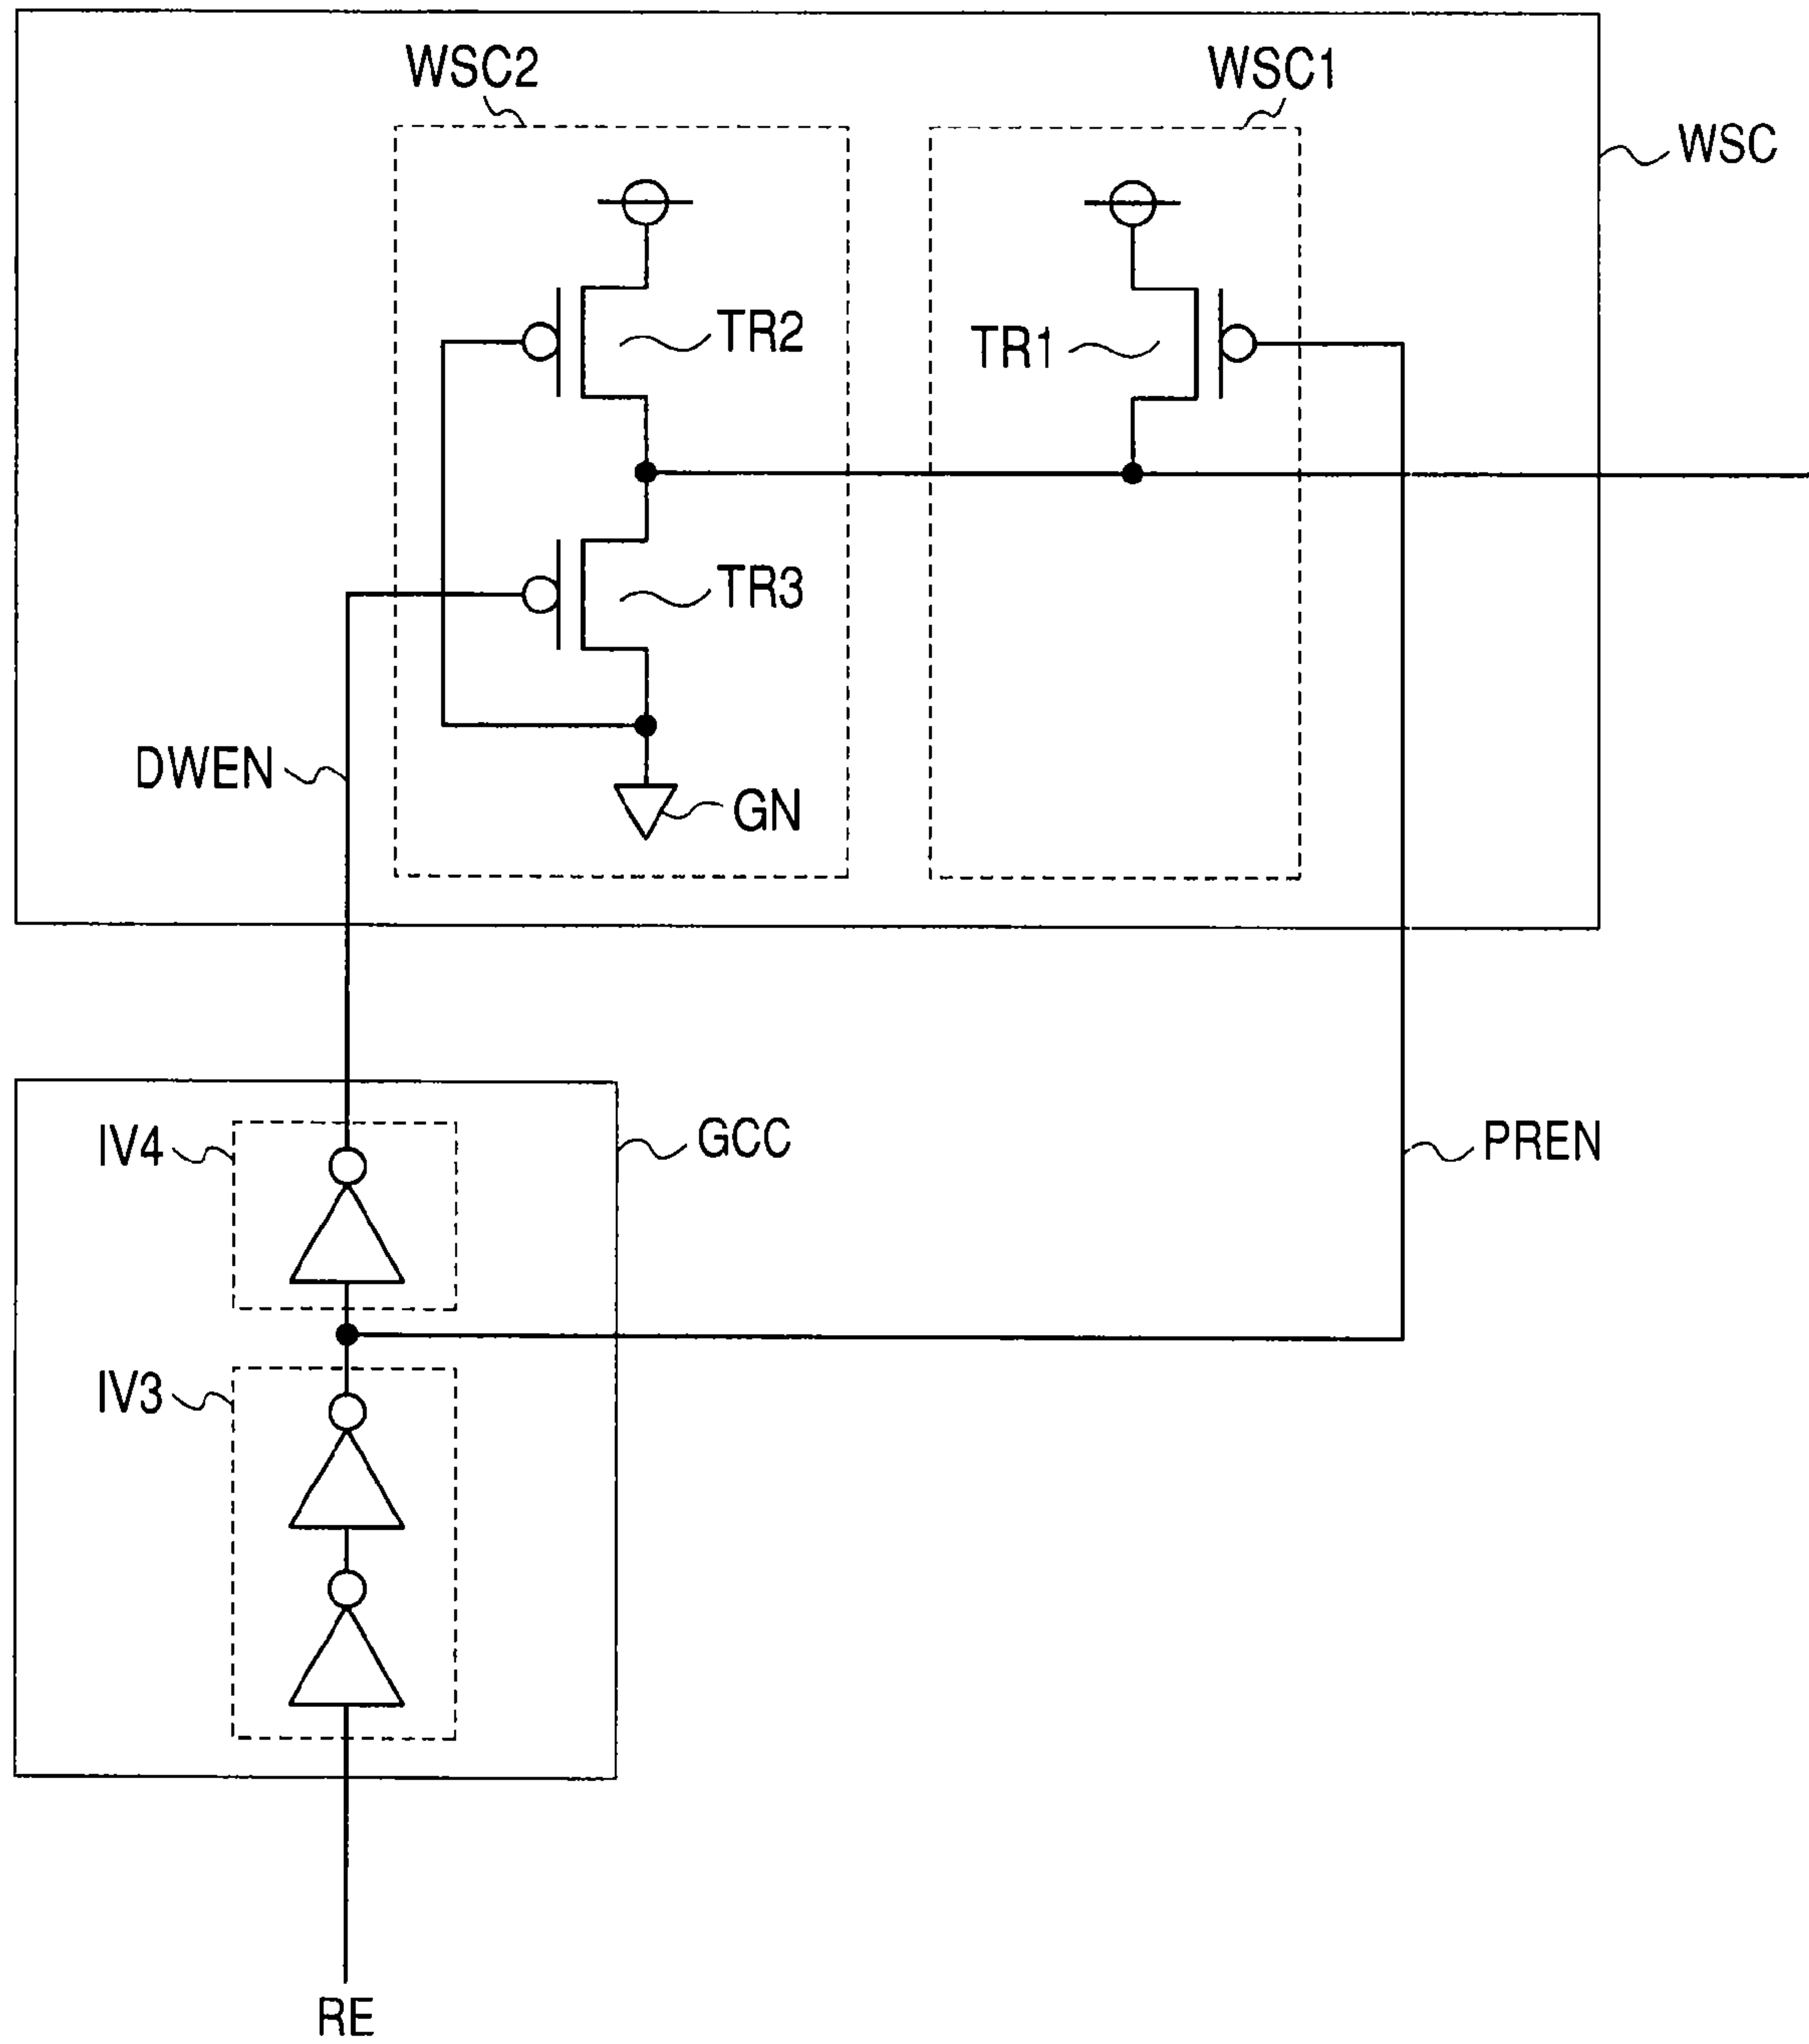 WSC2
WSC1
WSC
TR2
TR1
TR3
DWEN
GN
IV4
GCC
PREN
IV3
RE